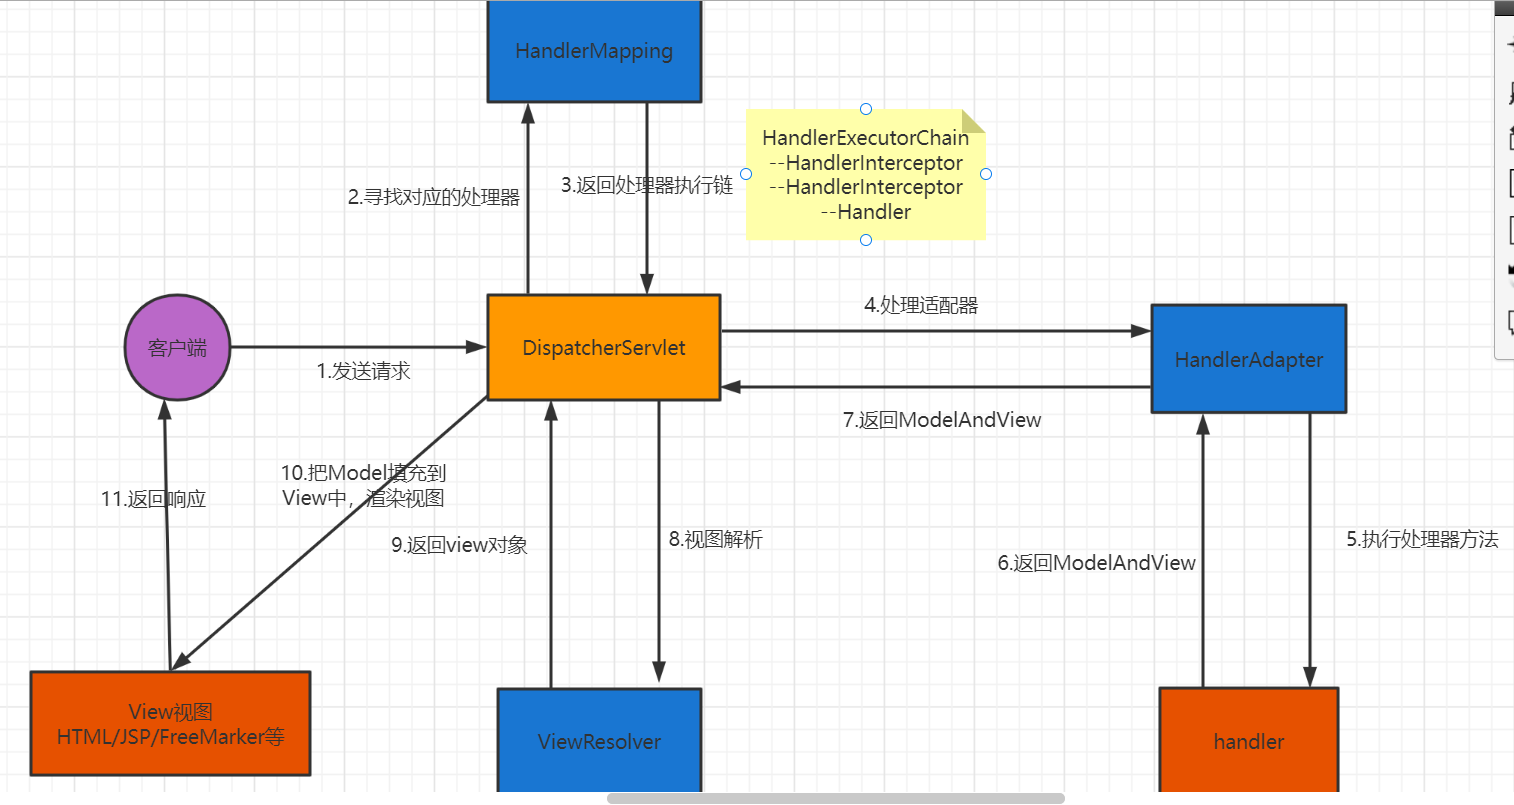 HandlerMapping
HandlerExecutorChain
--HandlerInterceptor
--HandlerInterceptor
--Handler
2.寻找对应的处理器
3.返回处理器执行链
客户端
1.发送请求
DispatcherServlet
4.处理适配器
HandlerAdapter
7.返回ModelAndView
10.把Model填充到
View中，渲染视图
11.返回响应
9.返回view对象
8.视图解析
6.返回ModelAndView
5.执行处理器方法
View视图
HTML/JSP/FreeMarker等
ViewResolver
handler